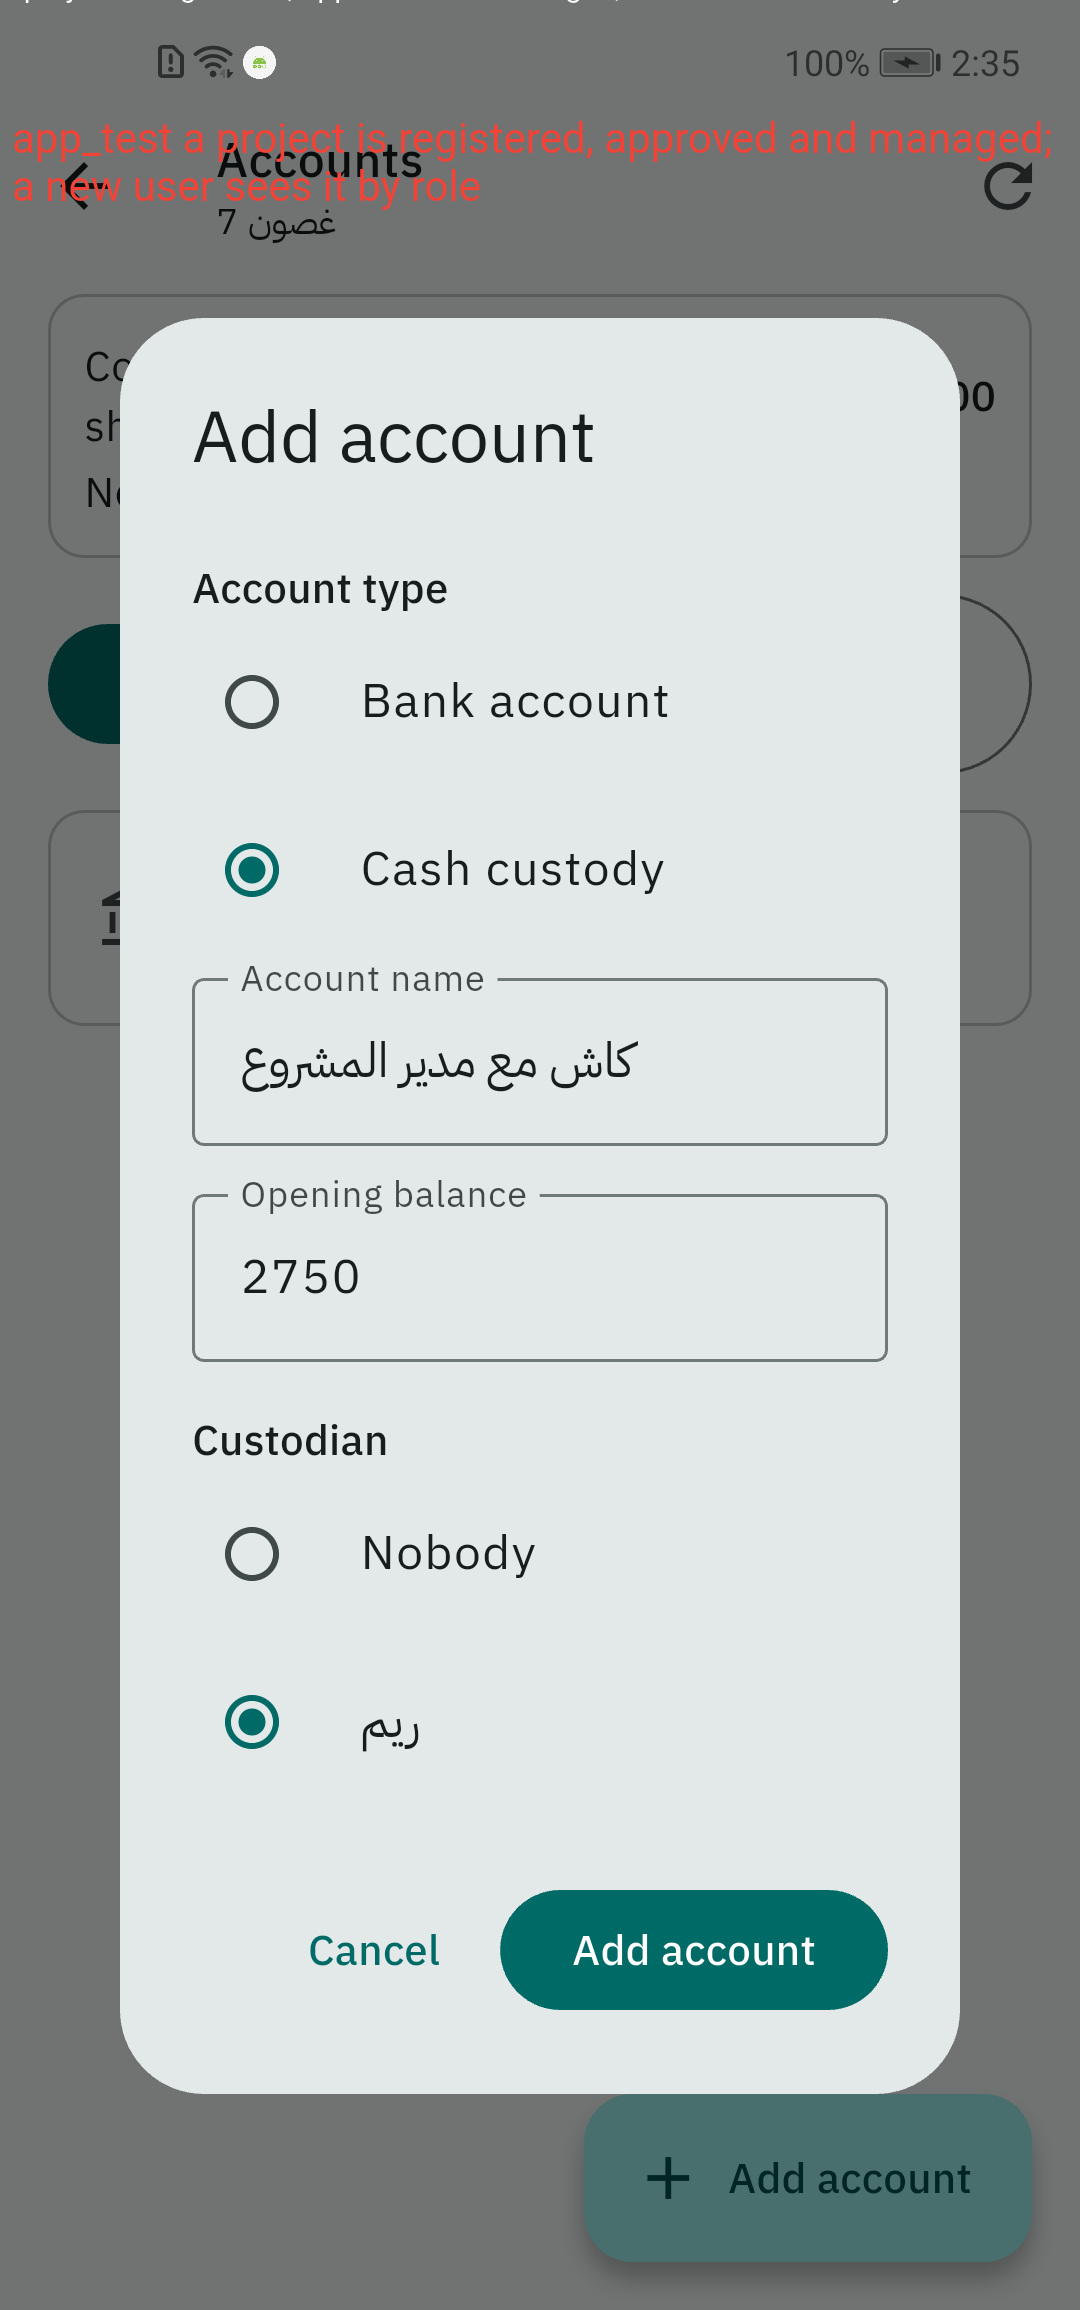 100% 2:35
app_test a project is registered, approved and managed;
a new user sees it by role
Accounts
غصون 7
00
Add account
Account type
Bank account
Cash custody
Account name
كاش مع مدير المشروع
Opening balance
2750
Custodian
Nobody
ريم
Cancel
Add account
Add account